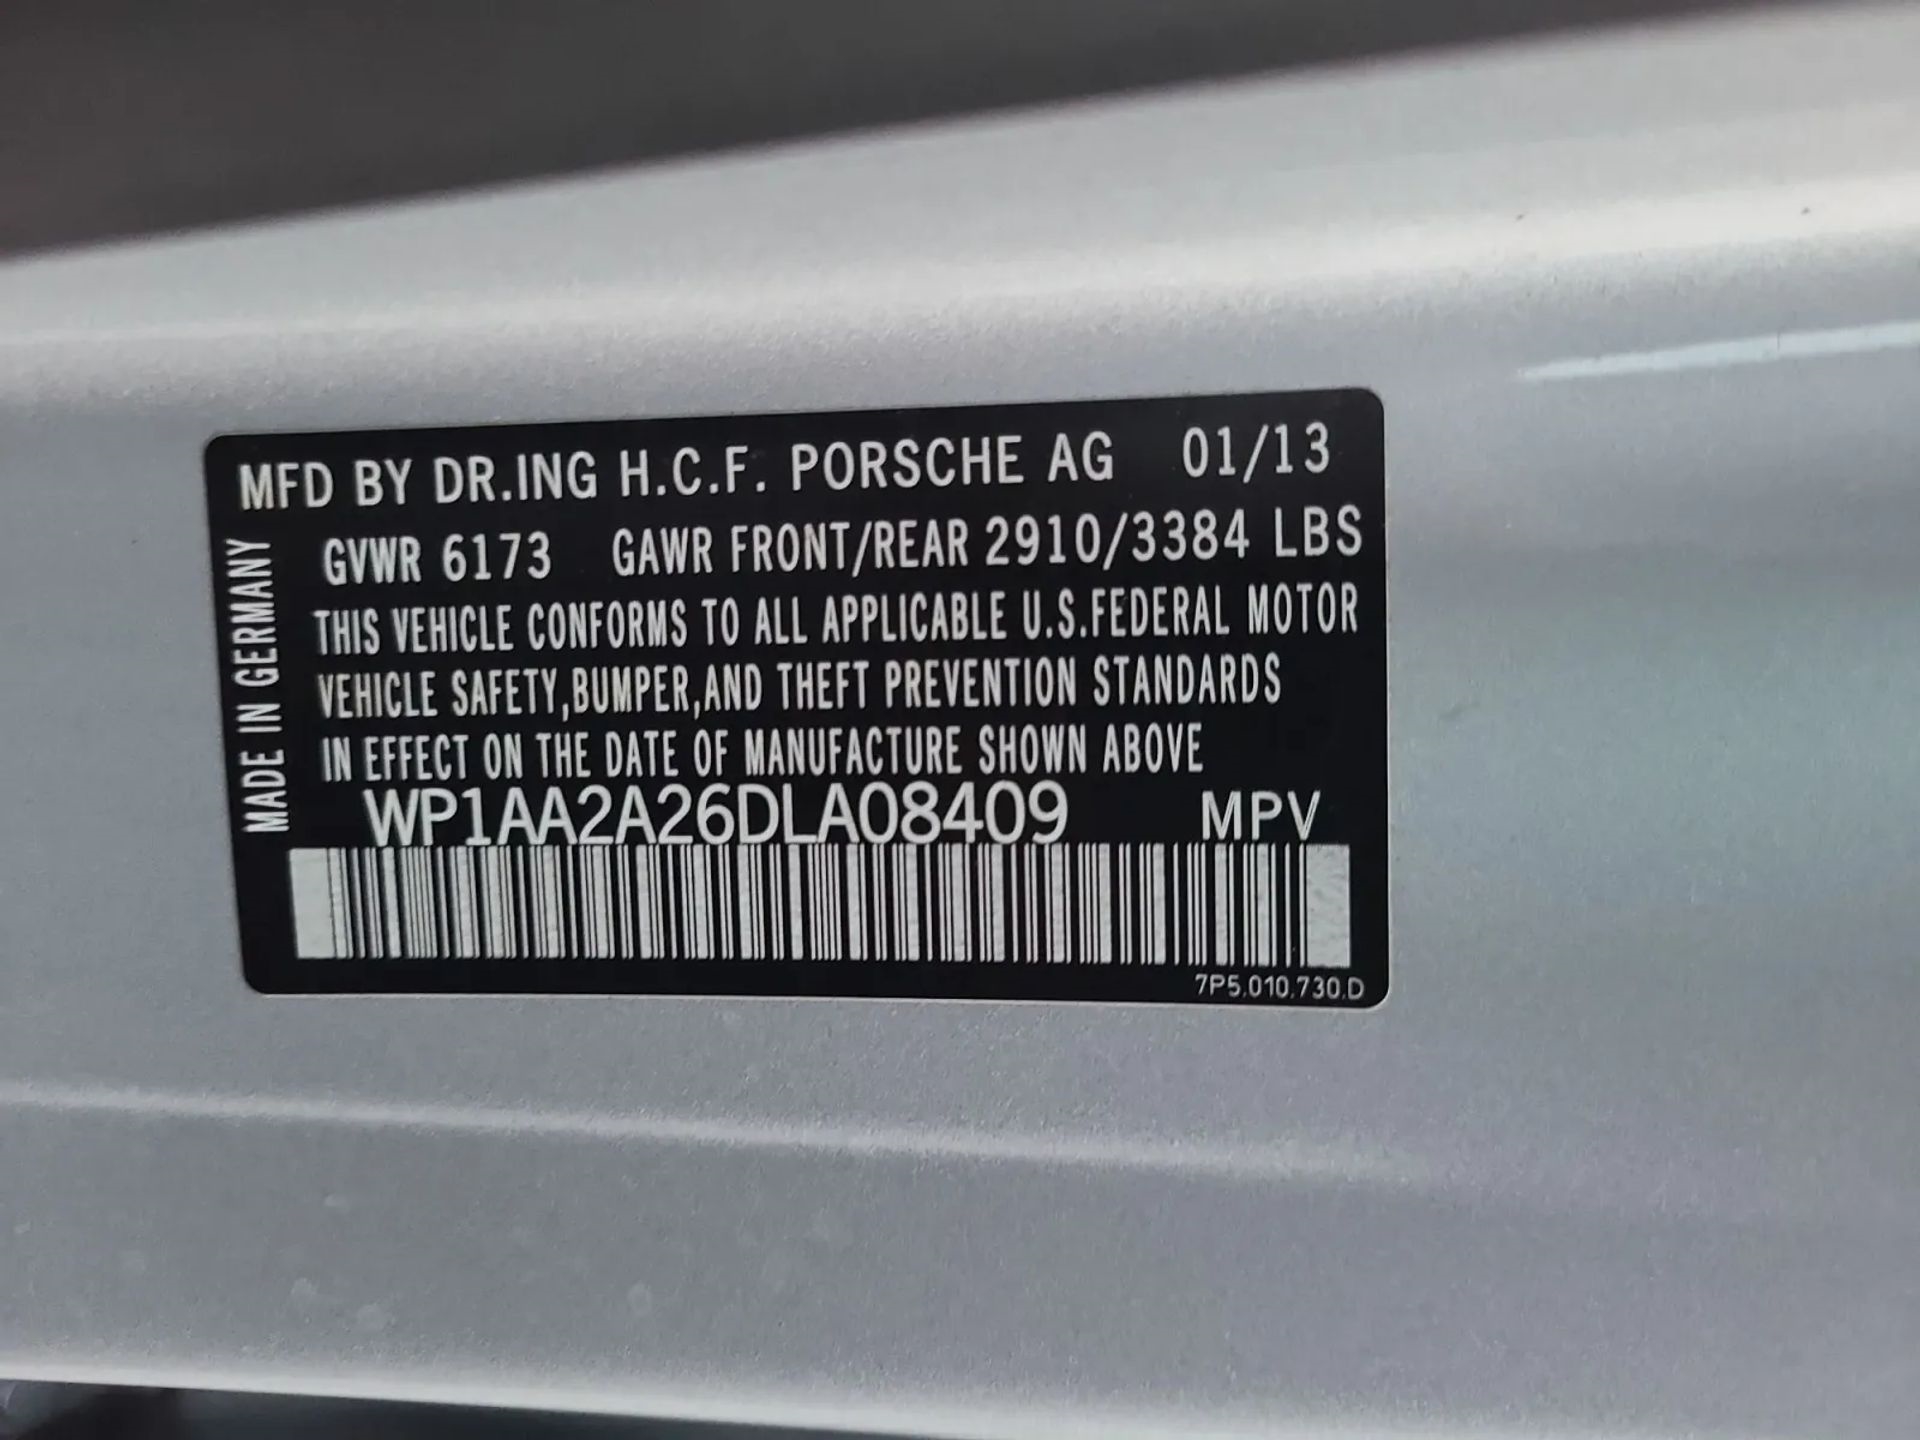 MFD BY DR.ING H.C.F. PORSCHE AG 01/13
GVWR 6173 GAWR FRONT/REAR 2910/3384 LBS
THIS VEHICLE CONFORMS TO ALL APPLICABLE U.S.FEDERAL MOTOR
VEHICLE SAFETY,BUMPER,AND THEFT PREVENTION STANDARDS
IN EFFECT ON THE DATE OF MANUFACTURE SHOWN ABOVE
WP1AA2A26DLA08409 MPV
7P5.010.730.D
MADE IN GERMANY